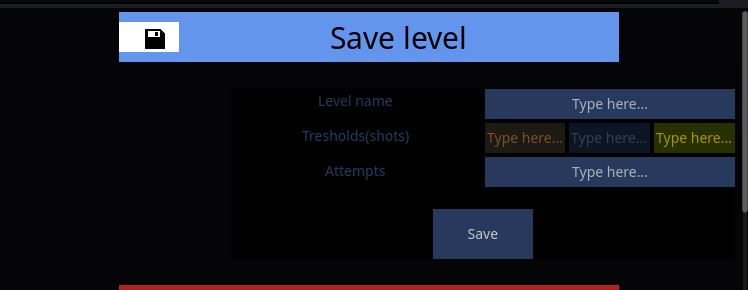 Save level
Level name Type here...
Tresholds(shots) Type here... Type here... Type here...
Attempts Type here...
Save